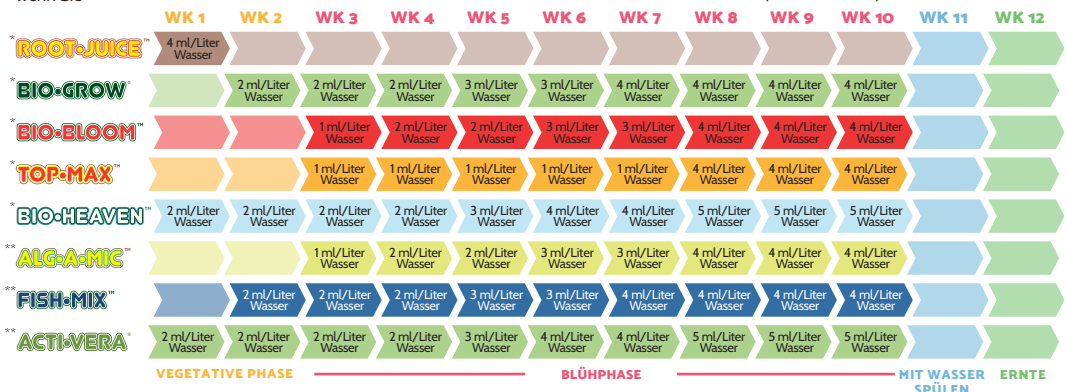 WK 1 WK 2 WK 3 WK 4 WK 5 WK 6 WK 7 WK 8 WK 9 WK 10 WK 11 WK 12
*ROOT•JUICE™ 4 ml/Liter Wasser
*BIO•GROW® 2 ml/Liter Wasser 2 ml/Liter Wasser 2 ml/Liter Wasser 3 ml/Liter Wasser 3 ml/Liter Wasser 4 ml/Liter Wasser 4 ml/Liter Wasser 4 ml/Liter Wasser 4 ml/Liter Wasser
*BIO•BLOOM™ 1 ml/Liter Wasser 2 ml/Liter Wasser 2 ml/Liter Wasser 3 ml/Liter Wasser 3 ml/Liter Wasser 4 ml/Liter Wasser 4 ml/Liter Wasser 4 ml/Liter Wasser
*TOP•MAX™ 1 ml/Liter Wasser 1 ml/Liter Wasser 1 ml/Liter Wasser 1 ml/Liter Wasser 1 ml/Liter Wasser 4 ml/Liter Wasser 4 ml/Liter Wasser 4 ml/Liter Wasser
*BIO•HEAVEN™ 2 ml/Liter Wasser 2 ml/Liter Wasser 2 ml/Liter Wasser 2 ml/Liter Wasser 3 ml/Liter Wasser 4 ml/Liter Wasser 4 ml/Liter Wasser 5 ml/Liter Wasser 5 ml/Liter Wasser 5 ml/Liter Wasser
**ALG•A•MIC™ 1 ml/Liter Wasser 2 ml/Liter Wasser 2 ml/Liter Wasser 3 ml/Liter Wasser 3 ml/Liter Wasser 4 ml/Liter Wasser 4 ml/Liter Wasser 4 ml/Liter Wasser
**FISH•MIX™ 2 ml/Liter Wasser 2 ml/Liter Wasser 2 ml/Liter Wasser 3 ml/Liter Wasser 3 ml/Liter Wasser 4 ml/Liter Wasser 4 ml/Liter Wasser 4 ml/Liter Wasser 4 ml/Liter Wasser
**ACTI•VERA® 2 ml/Liter Wasser 2 ml/Liter Wasser 2 ml/Liter Wasser 2 ml/Liter Wasser 3 ml/Liter Wasser 4 ml/Liter Wasser 4 ml/Liter Wasser 5 ml/Liter Wasser 5 ml/Liter Wasser 5 ml/Liter Wasser
VEGETATIVE PHASE BLÜHPHASE MIT WASSER SPÜLEN ERNTE